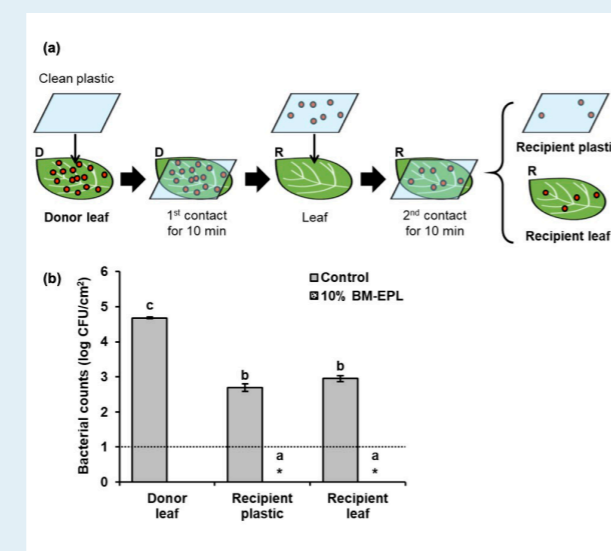 (a)
Clean plastic
D
D
R
R
Donor leaf
1st contact
for 10 min
Leaf
2nd contact
for 10 min
Recipient
R
Recipient leaf
(b)
Bacterial counts (log CFU/cm²)
6
5
4
3
2
1
0
Control
10% BM-EPL
c
b
b
a
*
a
*
Donor
leaf
Recipient
plastic
Recipient
leaf